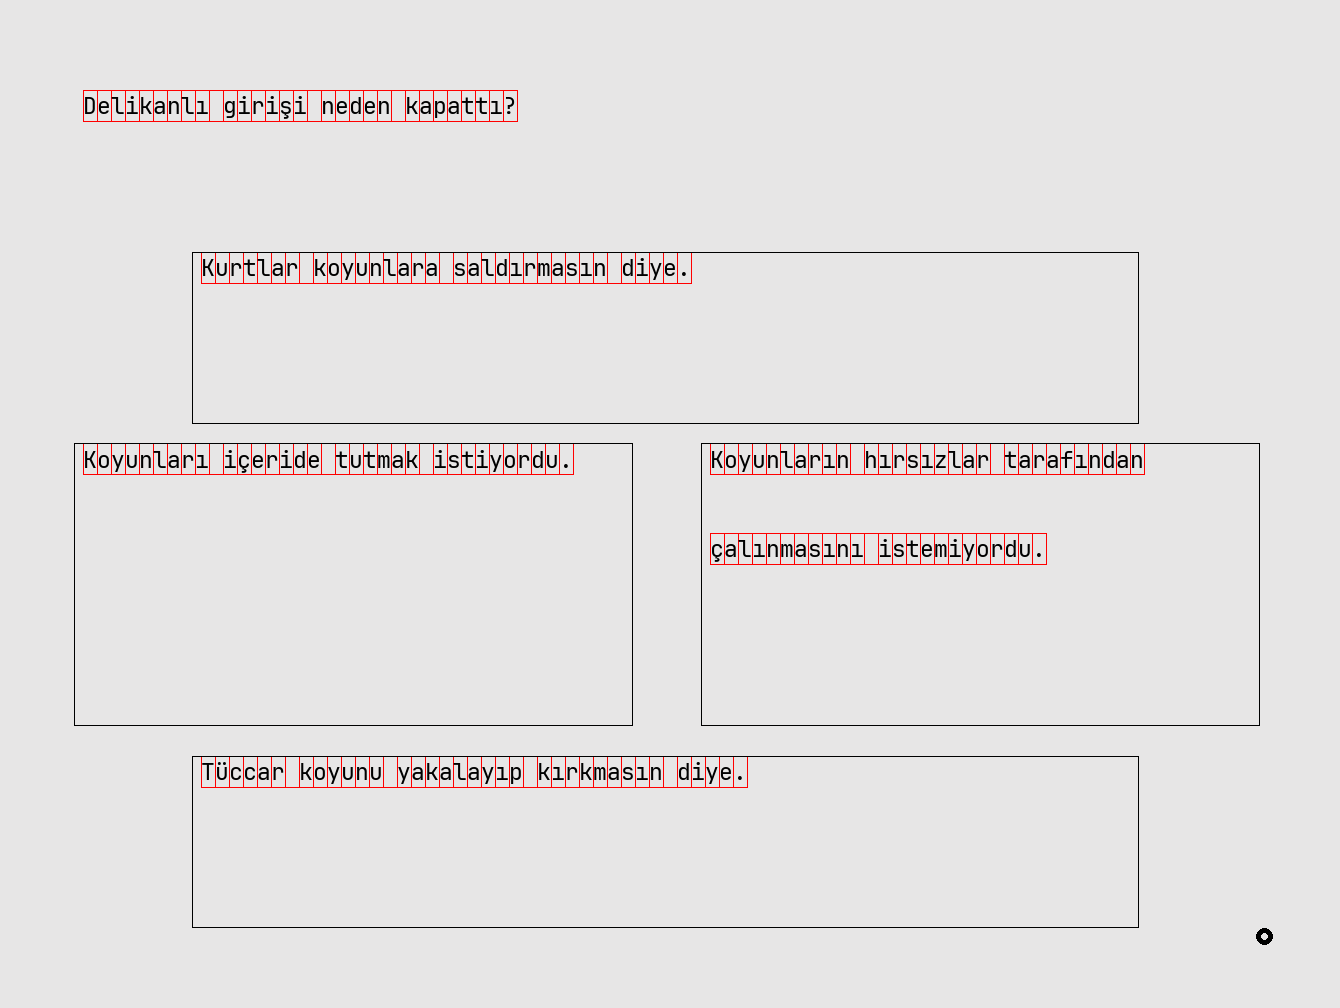 Delikanlı girişi neden kapattı?
Kurtlar koyunlara saldırmasın diye.
Koyunları içeride tutmak istiyordu.
Koyunların hırsızlar tarafından
çalınmasını istemiyordu.
Tüccar koyunu yakalayıp kırkmasın diye.